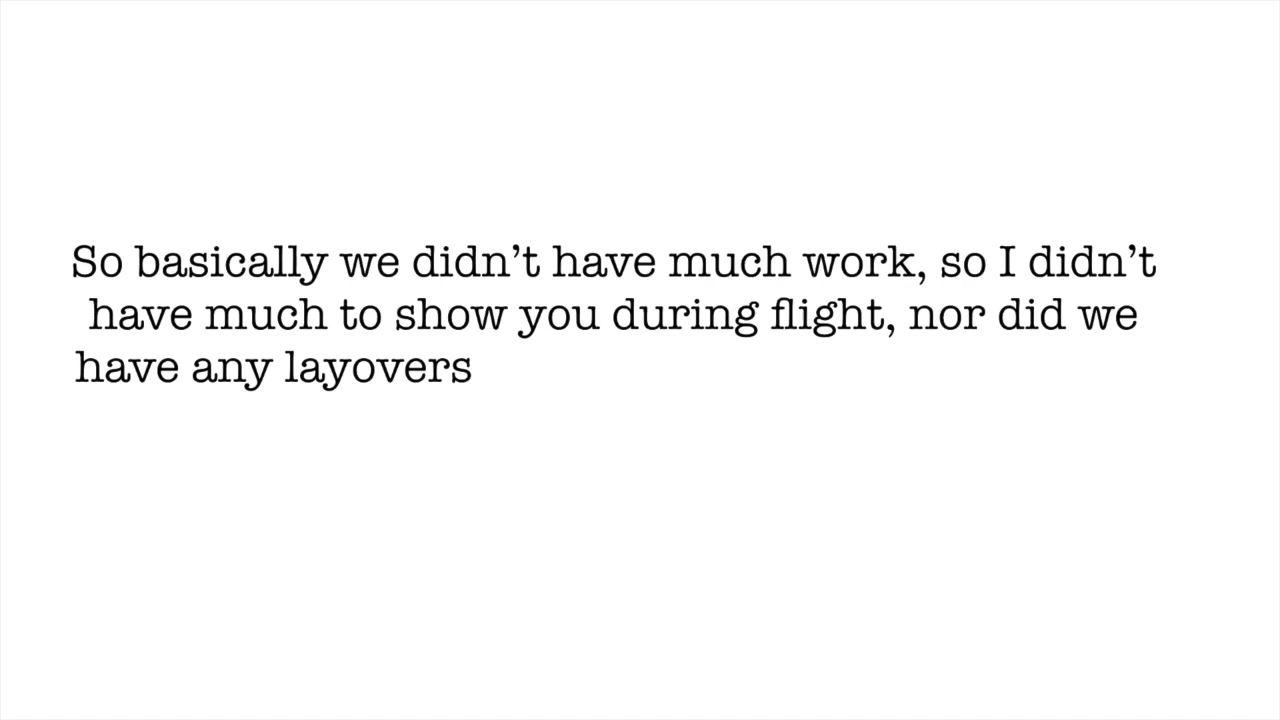 So basically we didn’t have much work, so I didn’t
have much to show you during flight, nor did we
have any layovers